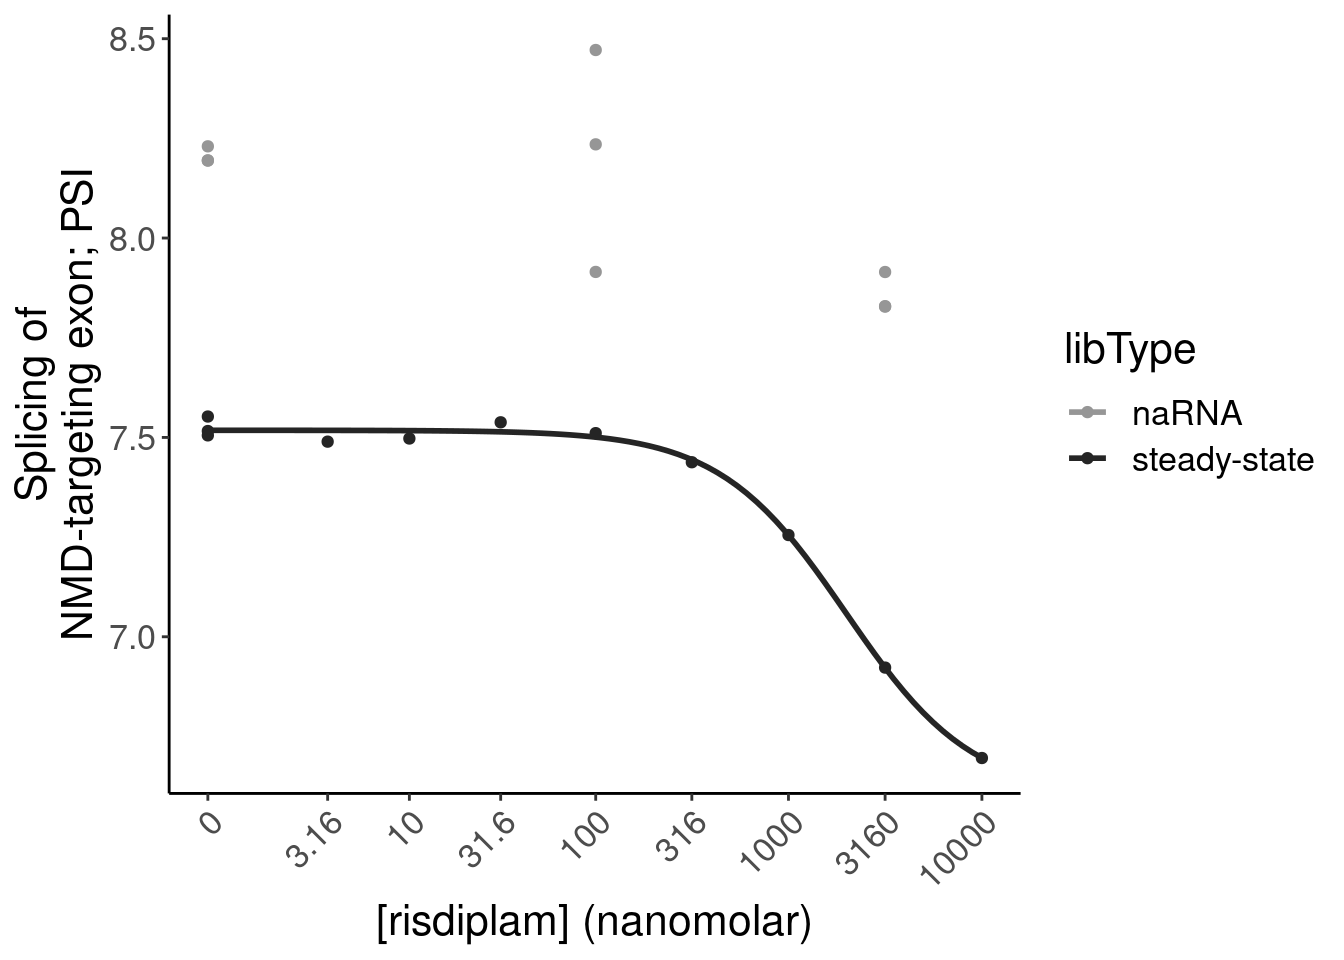 8.5
8.0
7.5
7.0
Splicing of
NMD-targeting exon; PSI
0
3.16
10
31.6
100
316
1000
3160
10000
[risdiplam] (nanomolar)
libType
naRNA
steady-state